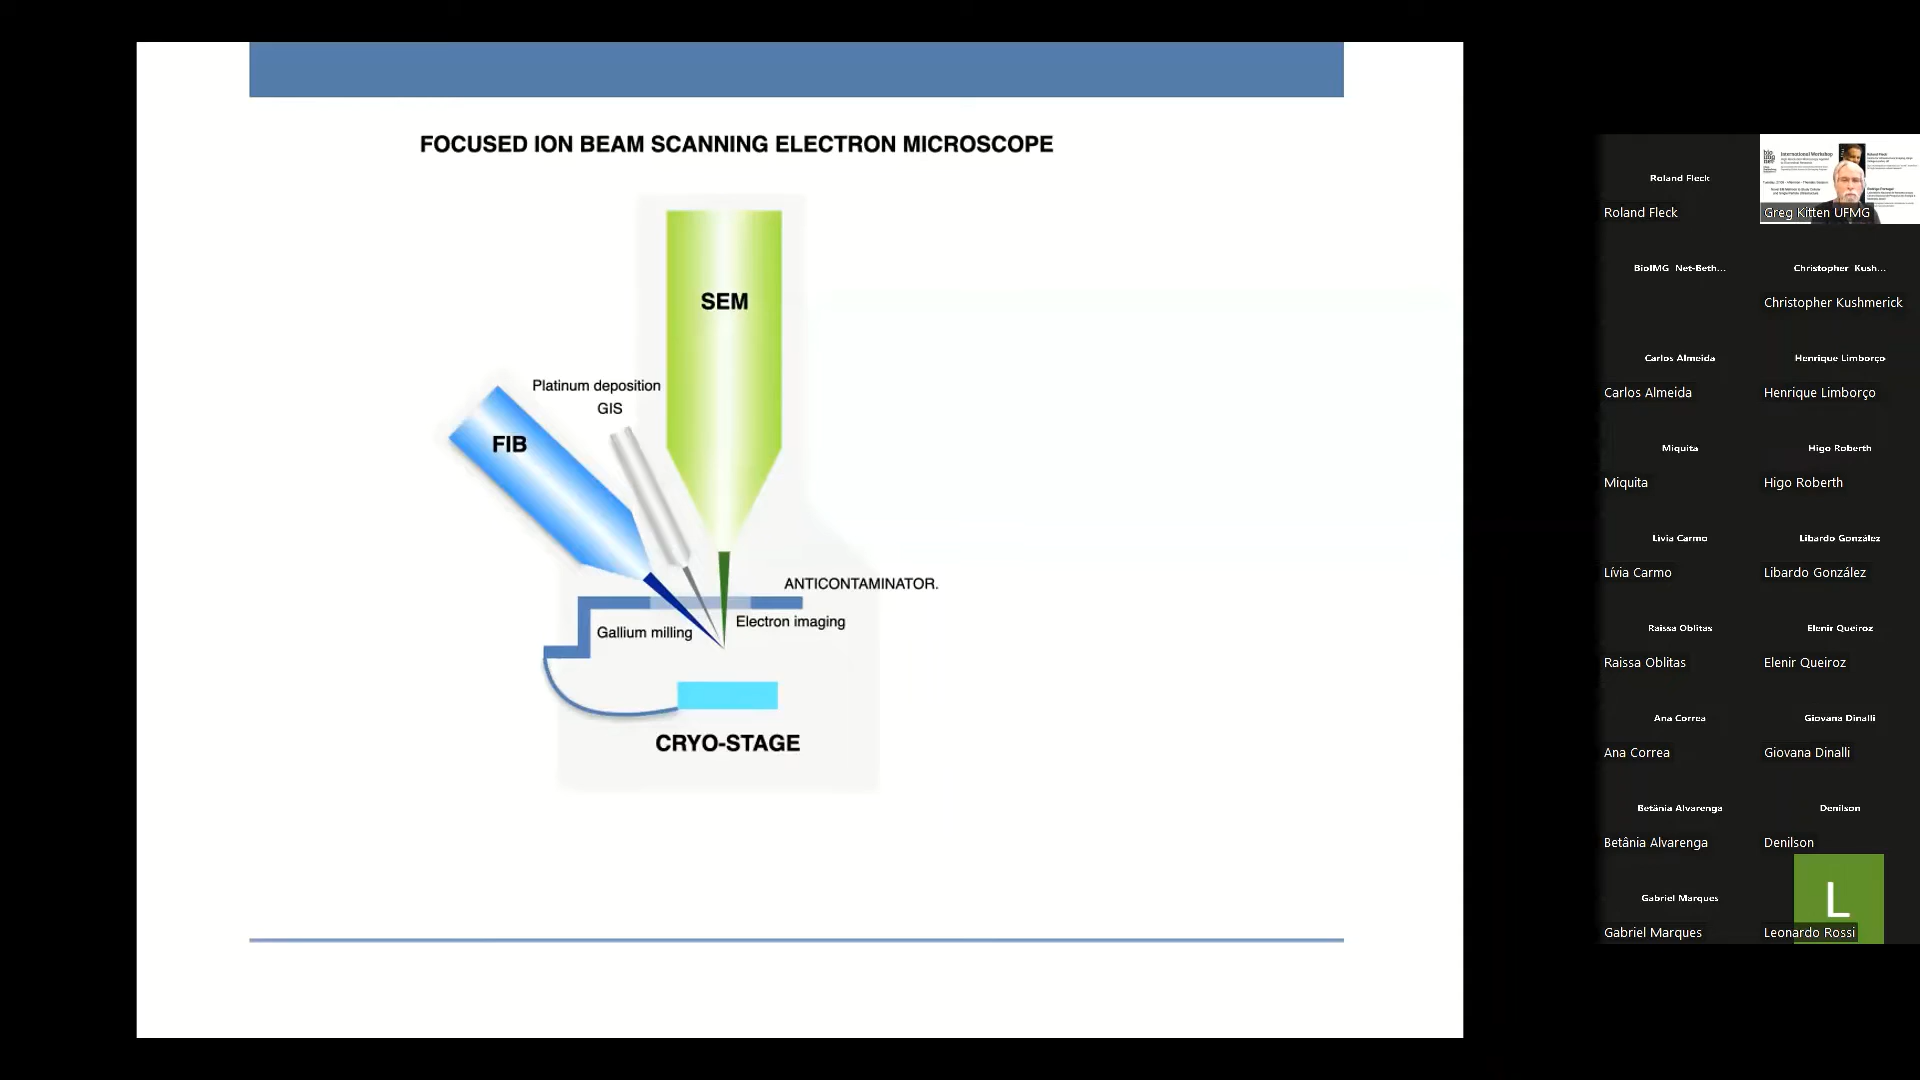 FOCUSED ION BEAM SCANNING ELECTRON MICROSCOPE
SEM
Platinum deposition
GIS
FIB
ANTICONTAMINATOR.
Electron imaging
Gallium milling
CRYO-STAGE
Roland Fleck
Roland Fleck
International Workshop
Greg Kitten UFMG
BioIMG Net-Beth...
Christopher Kush...
Christopher Kushmerick
Carlos Almeida
Henrique Limborço
Carlos Almeida
Henrique Limborço
Miquita
Higo Roberth
Miquita
Higo Roberth
Lívia Carmo
Libardo González
Lívia Carmo
Libardo González
Raissa Oblitas
Elenir Queiroz
Raissa Oblitas
Elenir Queiroz
Ana Correa
Giovana Dinalli
Ana Correa
Giovana Dinalli
Betânia Alvarenga
Denilson
Betânia Alvarenga
Denilson
Gabriel Marques
L
Gabriel Marques
Leonardo Rossi